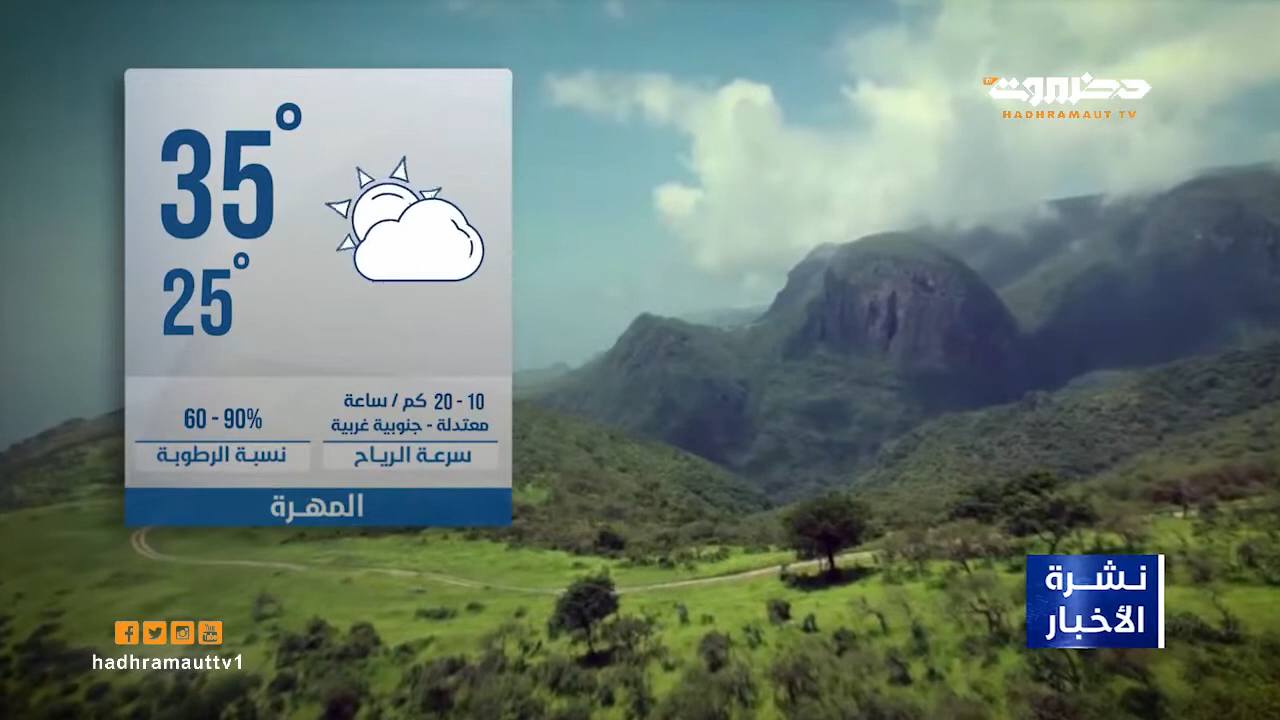 حضرموت
HADHRAMAUT TV
35°
25°
10 - 20 كم / ساعة
معتدلة - جنوبية غربية
سرعة الرياح
60 - 90%
نسبة الرطوبة
المهرة
نشرة
الأخبار
hadhramauttv1